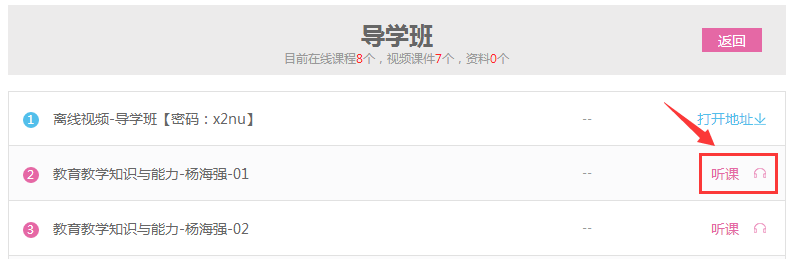 导学班
返回
目前在线课程8个，视频课件7个，资料0个
1 离线视频-导学班【密码：x2nu】 -- 打开地址
2 教育教学知识与能力-杨海强-01 -- 听课
3 教育教学知识与能力-杨海强-02 -- 听课